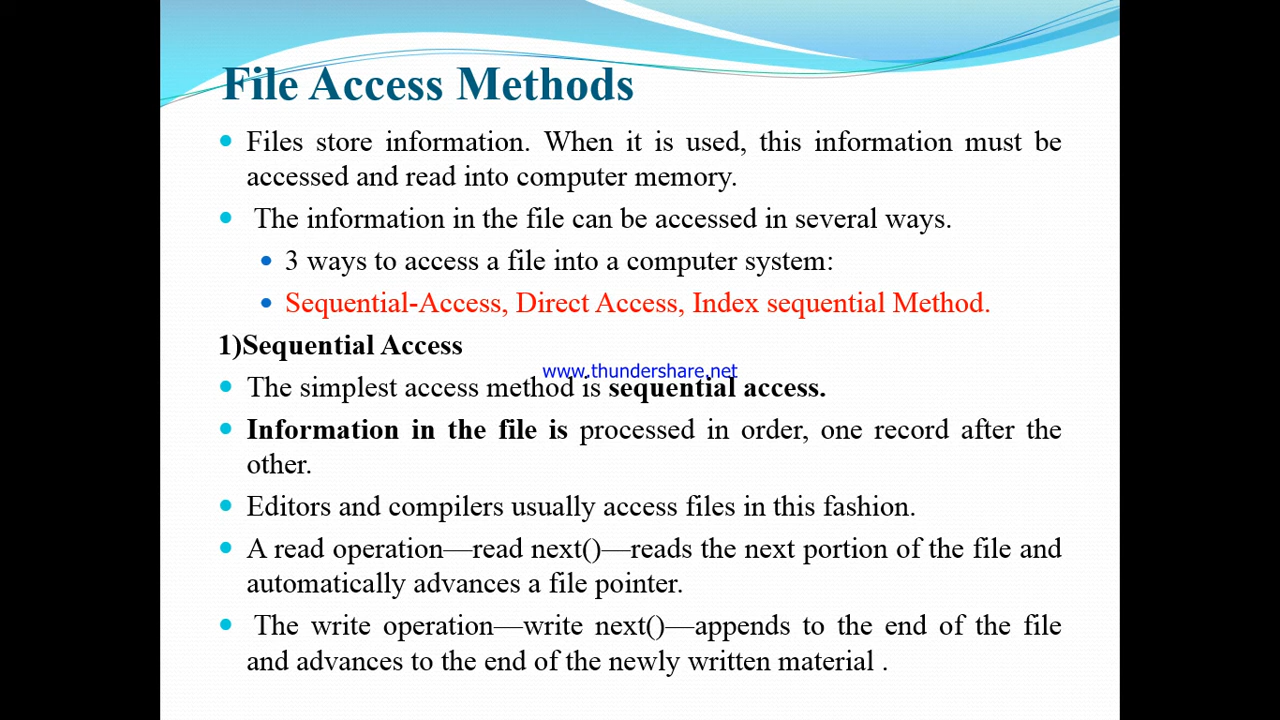 File Access Methods
Files store information. When it is used, this information must be
accessed and read into computer memory.
The information in the file can be accessed in several ways.
3 ways to access a file into a computer system:
Sequential-Access, Direct Access, Index sequential Method.
1)Sequential Access
www.thundershare.net
The simplest access method is sequential access.
Information in the file is processed in order, one record after the
other.
Editors and compilers usually access files in this fashion.
A read operation—read next()—reads the next portion of the file and
automatically advances a file pointer.
The write operation—write next()—appends to the end of the file
and advances to the end of the newly written material .